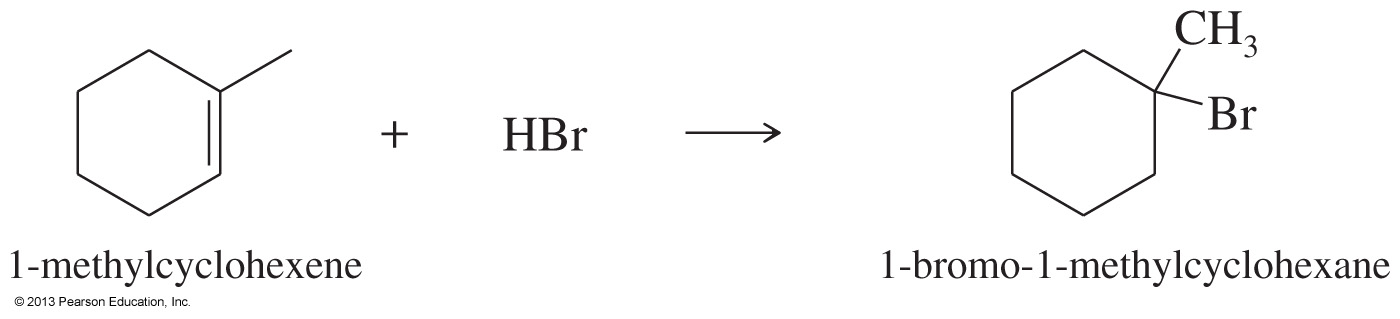 CH₃
+ HBr ⟶ Br
1-methylcyclohexene 1-bromo-1-methylcyclohexane
© 2013 Pearson Education, Inc.